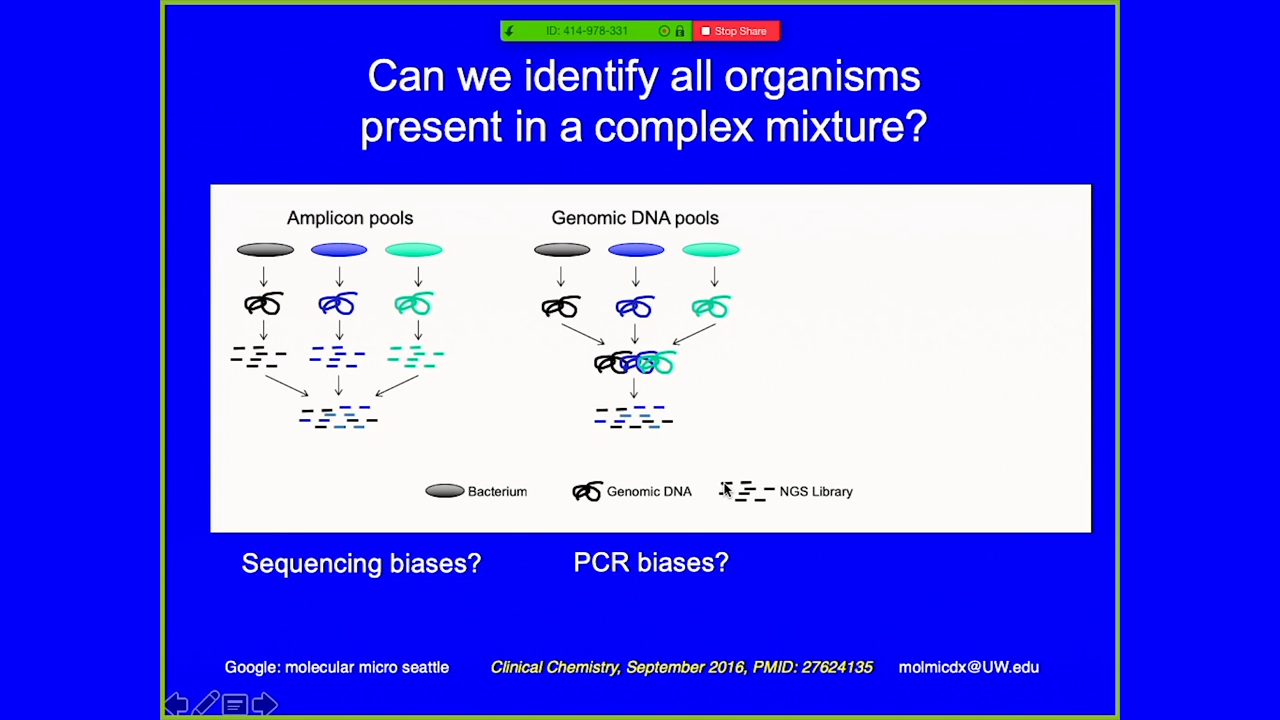 ID: 414-978-331
Stop Share
Can we identify all organisms
present in a complex mixture?
Amplicon pools
Genomic DNA pools
Bacterium
Genomic DNA
NGS Library
Sequencing biases?
PCR biases?
Google: molecular micro seattle
Clinical Chemistry, September 2016, PMID: 27624135
molmicdx@UW.edu